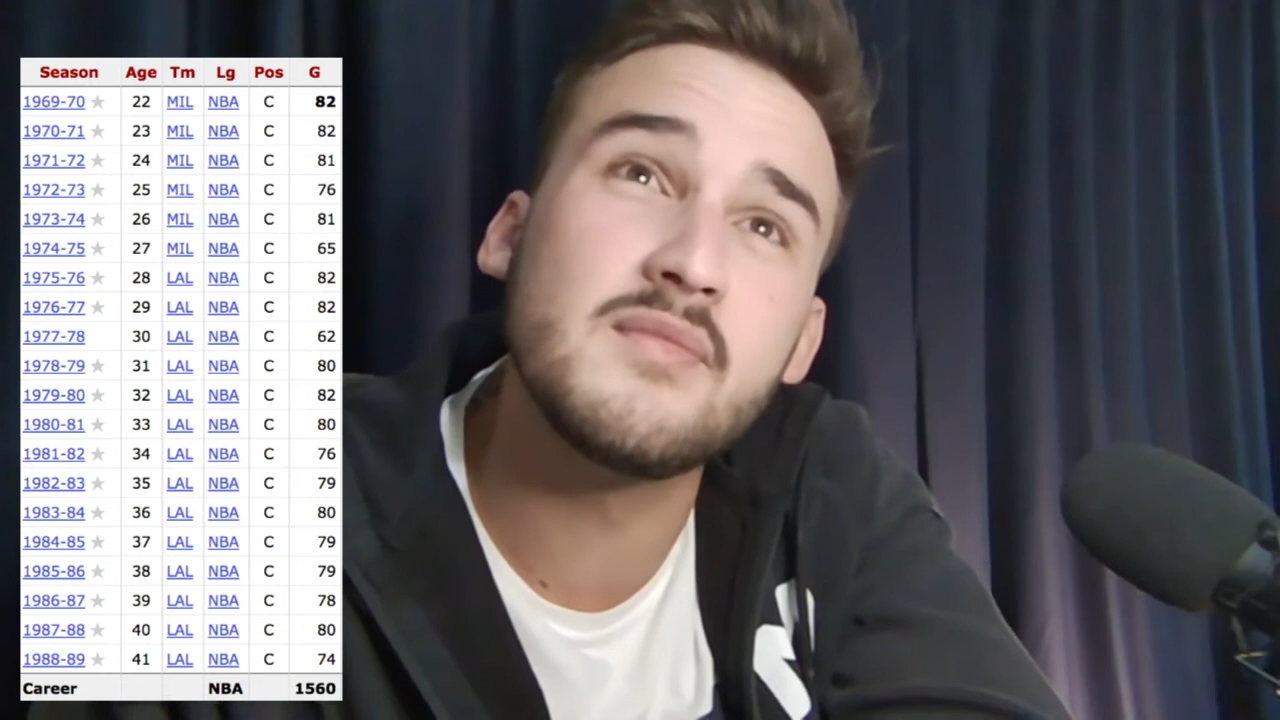 Season Age Tm Lg Pos G
1969-70 ★ 22 MIL NBA C 82
1970-71 ★ 23 MIL NBA C 82
1971-72 ★ 24 MIL NBA C 81
1972-73 ★ 25 MIL NBA C 76
1973-74 ★ 26 MIL NBA C 81
1974-75 ★ 27 MIL NBA C 65
1975-76 ★ 28 LAL NBA C 82
1976-77 ★ 29 LAL NBA C 82
1977-78 30 LAL NBA C 62
1978-79 ★ 31 LAL NBA C 80
1979-80 ★ 32 LAL NBA C 82
1980-81 ★ 33 LAL NBA C 80
1981-82 ★ 34 LAL NBA C 76
1982-83 ★ 35 LAL NBA C 79
1983-84 ★ 36 LAL NBA C 80
1984-85 ★ 37 LAL NBA C 79
1985-86 ★ 38 LAL NBA C 79
1986-87 ★ 39 LAL NBA C 78
1987-88 ★ 40 LAL NBA C 80
1988-89 ★ 41 LAL NBA C 74
Career NBA 1560